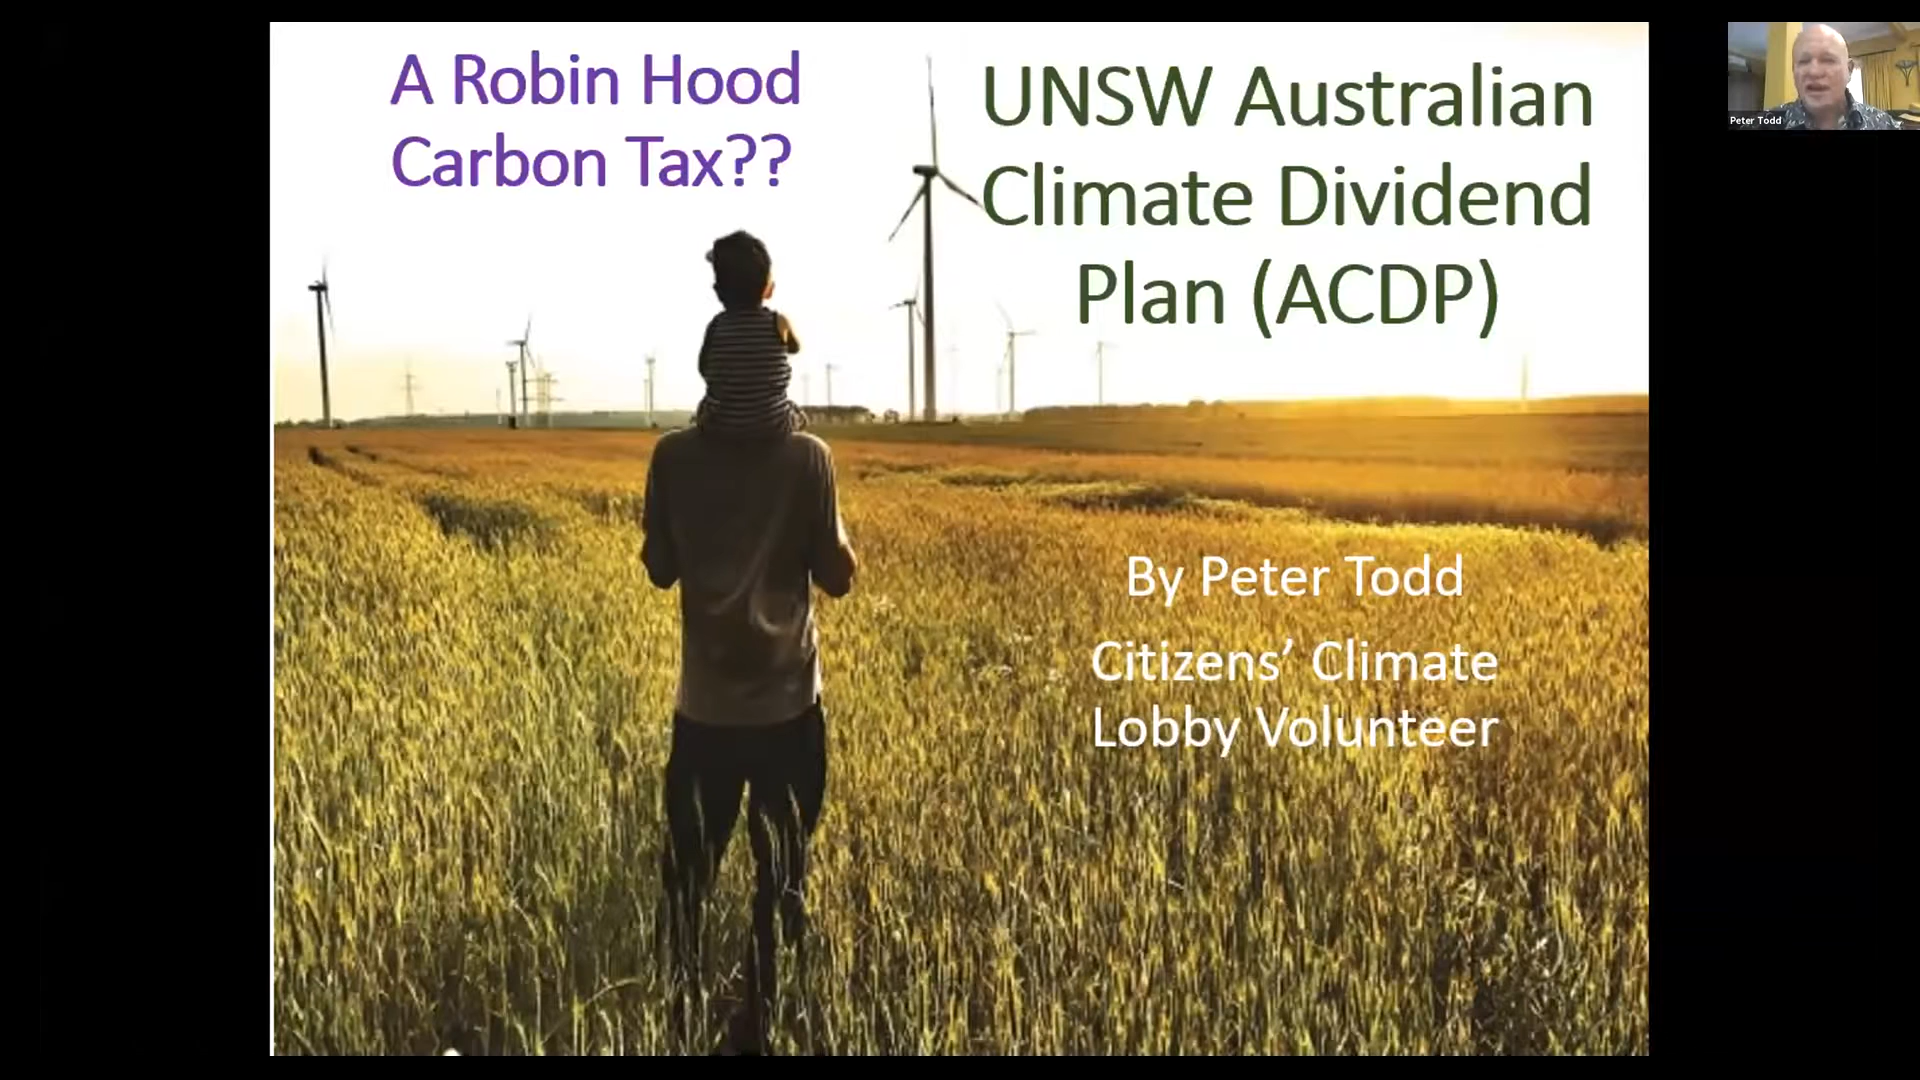 A Robin Hood
Carbon Tax??
UNSW Australian
Climate Dividend
Plan (ACDP)
By Peter Todd
Citizens’ Climate
Lobby Volunteer
Peter Todd